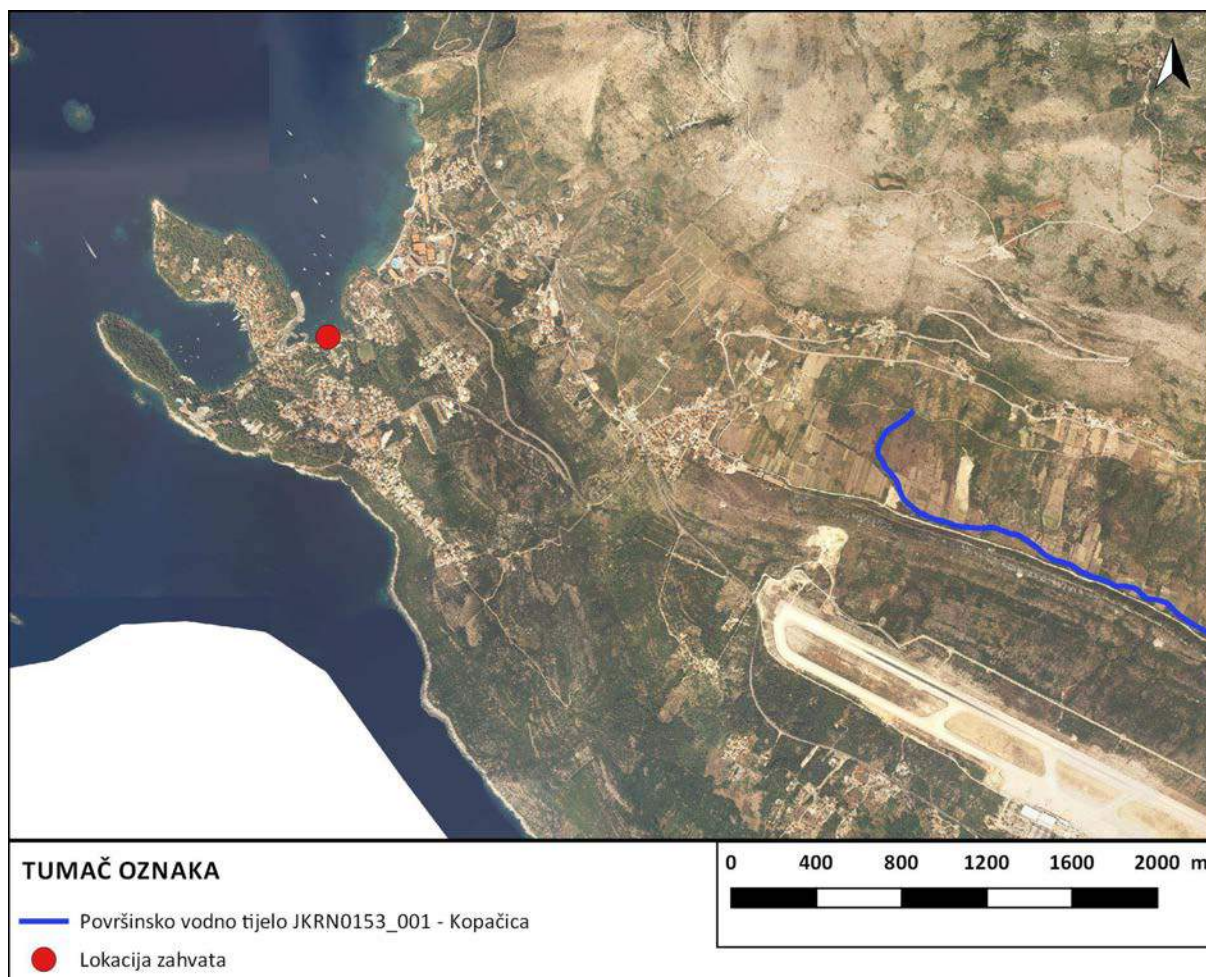 TUMAČ OZNAKA
Površinsko vodno tijelo JKRN0153_001 - Kopačica
Lokacija zahvata
0 400 800 1200 1600 2000 m